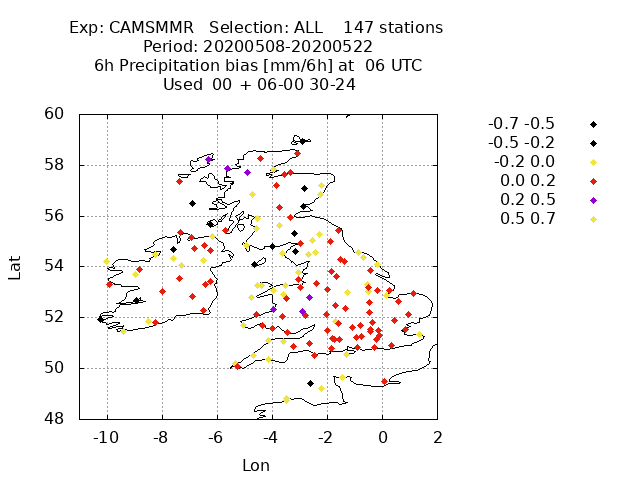 Exp: CAMSMMR   Selection: ALL    147 stations
Period: 20200508-20200522
6h Precipitation bias [mm/6h] at  06 UTC
Used  00  + 06-00 30-24
-0.7 -0.5
-0.5 -0.2
-0.2 0.0
0.0 0.2
0.2 0.5
0.5 0.7
60
58
56
54
52
50
48
Lat
-10 -8 -6 -4 -2 0 2
Lon